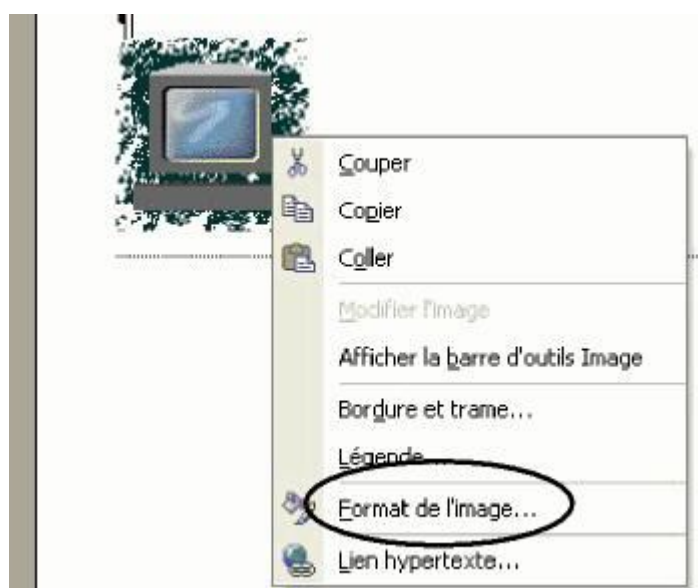 ¶
Couper
Copier
Coller
Modifier l'image
Afficher la barre d'outils Image
Bordure et trame...
Légende...
Format de l'image...
Lien hypertexte...